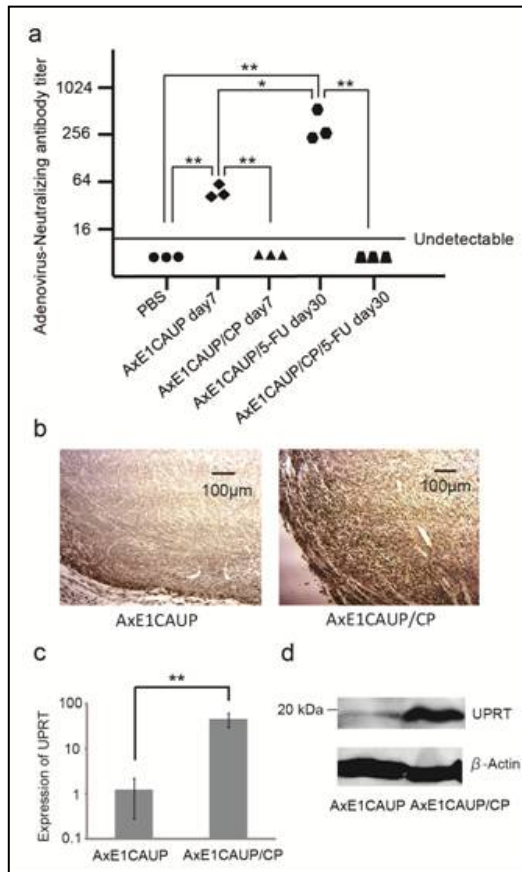 a
Adenovirus-Neutralizing antibody titer
1024
256
64
16
**
*
**
**
**
Undetectable
PBS
AxE1CAUP day7
AxE1CAUP/CP day7
AxE1CAUP/5-FU day30
AxE1CAUP/CP/5-FU day30
b
100μm
100μm
AxE1CAUP
AxE1CAUP/CP
c
Expression of UPRT
100
10
1
0.1
**
AxE1CAUP
AxE1CAUP/CP
d
20 kDa
UPRT
β-Actin
AxE1CAUP AxE1CAUP/CP